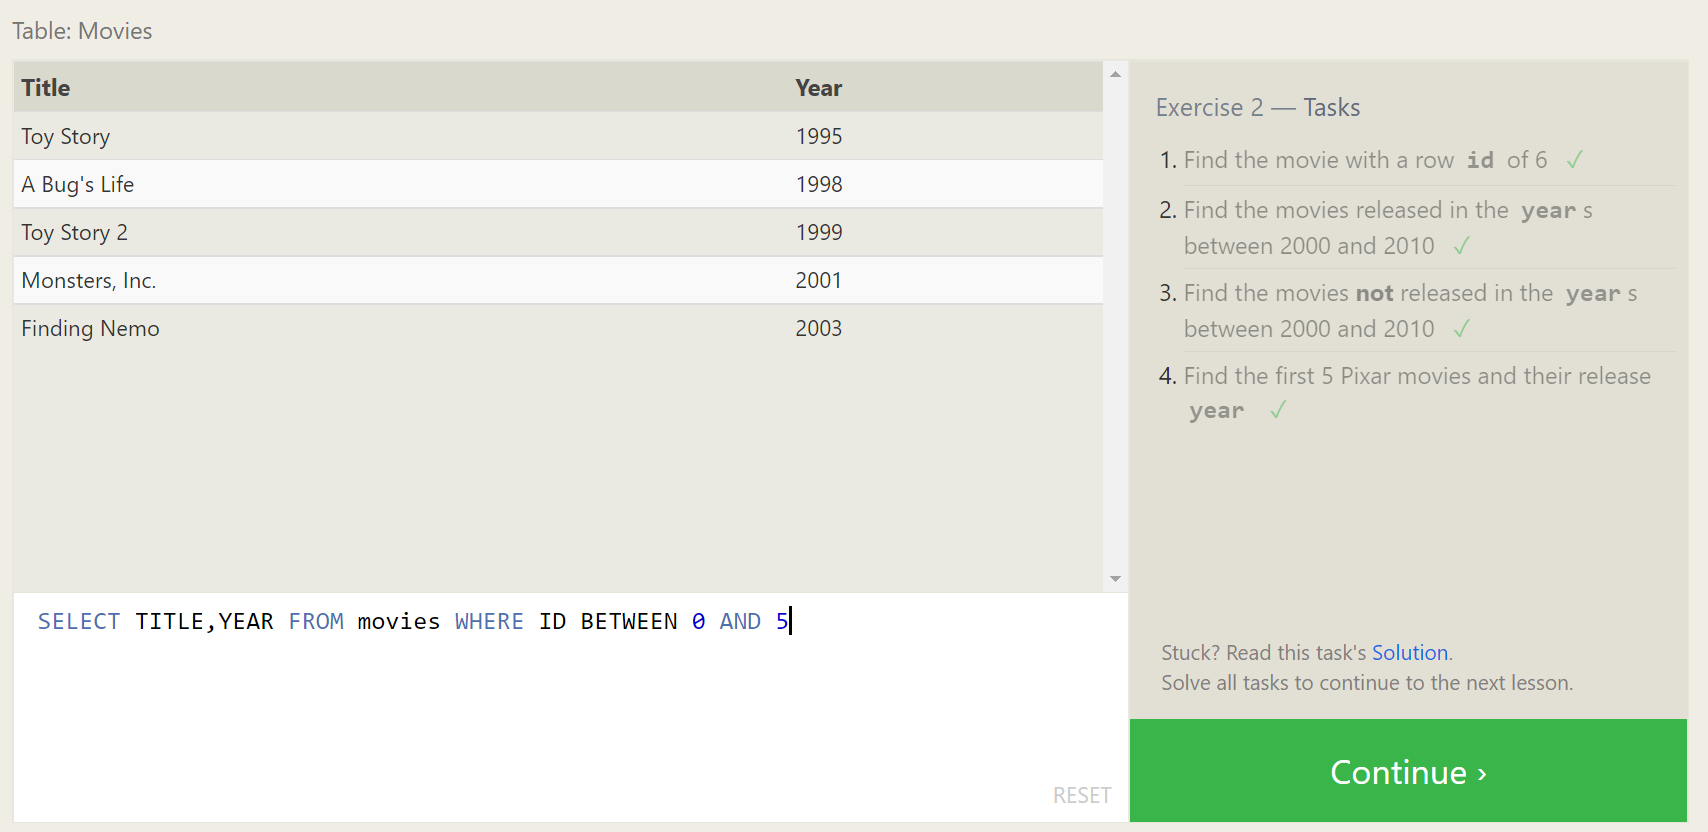 Table: Movies
Title Year
Toy Story 1995
A Bug's Life 1998
Toy Story 2 1999
Monsters, Inc. 2001
Finding Nemo 2003
SELECT TITLE,YEAR FROM movies WHERE ID BETWEEN 0 AND 5
RESET
Exercise 2 — Tasks
1. Find the movie with a row id of 6 ✓
2. Find the movies released in the year s
between 2000 and 2010 ✓
3. Find the movies not released in the year s
between 2000 and 2010 ✓
4. Find the first 5 Pixar movies and their release
year ✓
Stuck? Read this task's Solution.
Solve all tasks to continue to the next lesson.
Continue ›